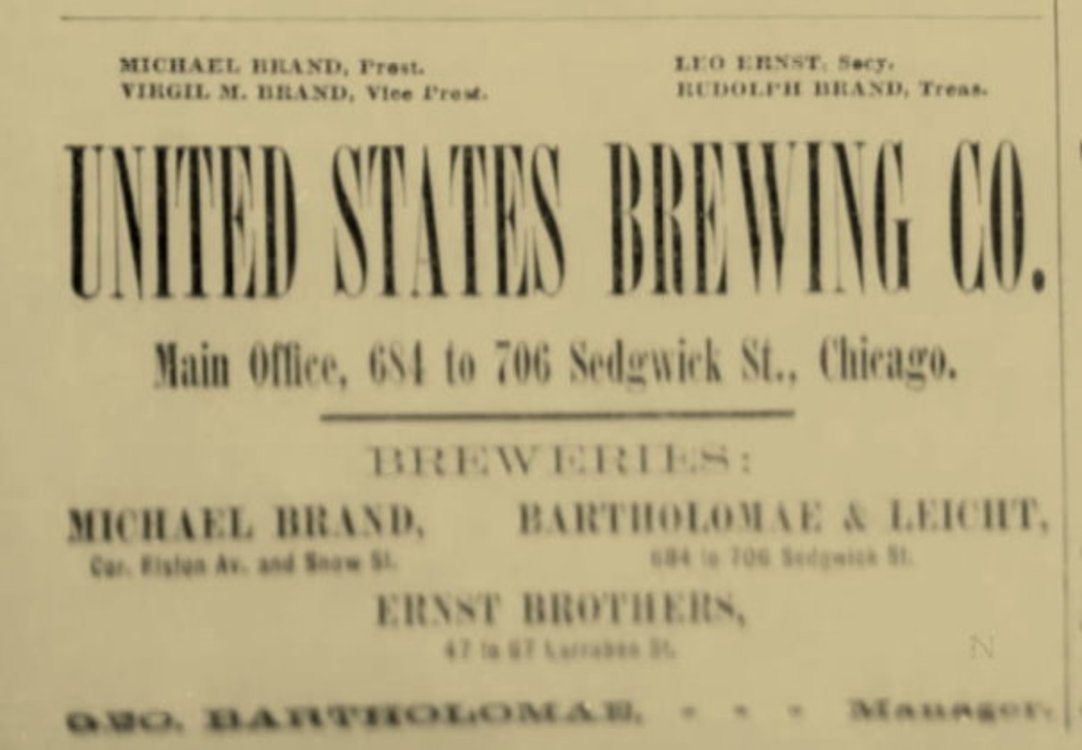 MICHAEL BRAND, Prest. LEO ERNST, Secy.
VIRGIL M. BRAND, Vice Prest. RUDOLPH BRAND, Treas.
UNITED STATES BREWING CO.
Main Office, 684 to 706 Sedgwick St., Chicago.
BREWERIES:
MICHAEL BRAND, BARTHOLOMAE & LEICHT,
Cor. Elston Av. and Snow St. 684 to 706 Sedgwick St.
ERNST BROTHERS,
47 to 67 Larrabee St.
GEO. BARTHOLOMAE, - - - Manager.
N